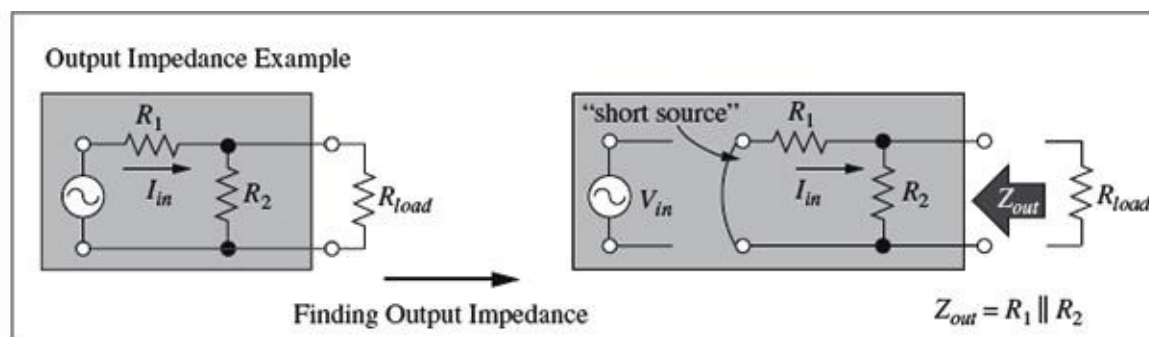 Output Impedance Example
R1
Iin
R2
Rload
Finding Output Impedance
"short source"
R1
Vin
Iin
R2
Zout
Rload
Zout = R1 || R2